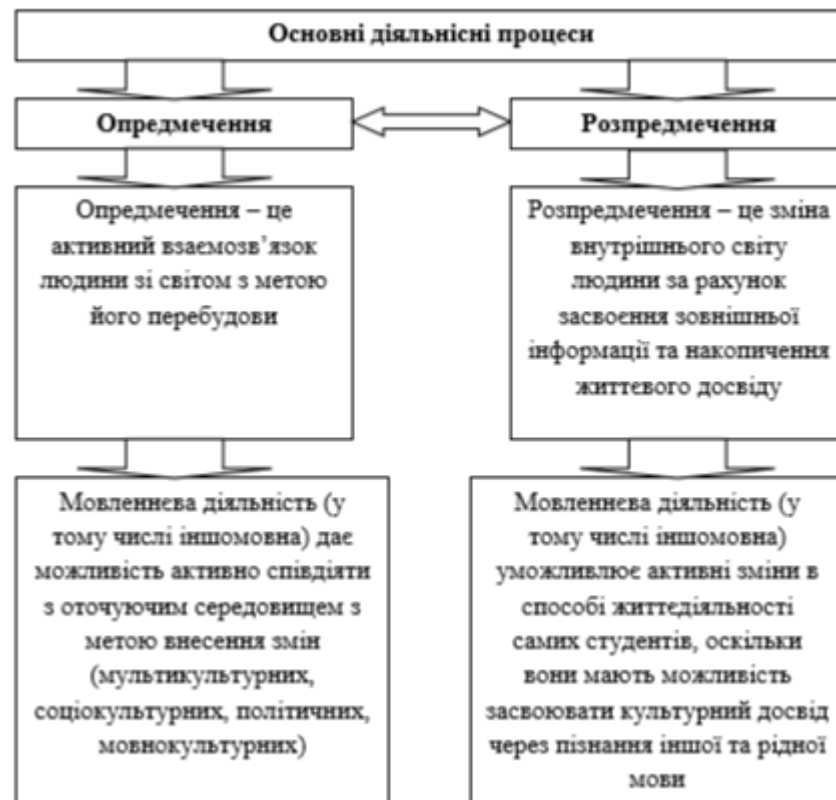 Основні діяльнісні процеси
Опредмечення
Розпредмечення
Опредмечення – це
активний взаємозв’язок
людини зі світом з метою
його перебудови
Розпредмечення – це зміна
внутрішнього світу
людини за рахунок
засвоєння зовнішньої
інформації та накопичення
життєвого досвіду
Мовленнєва діяльність (у
тому числі іншомовна) дає
можливість активно співдіяти
з оточуючим середовищем з
метою внесення змін
(мультикультурних,
соціокультурних, політичних,
мовнокультурних)
Мовленнєва діяльність (у
тому числі іншомовна)
уможливлює активні зміни в
способі життєдіяльності
самих студентів, оскільки
вони мають можливість
засвоювати культурний досвід
через пізнання іншої та рідної
мови